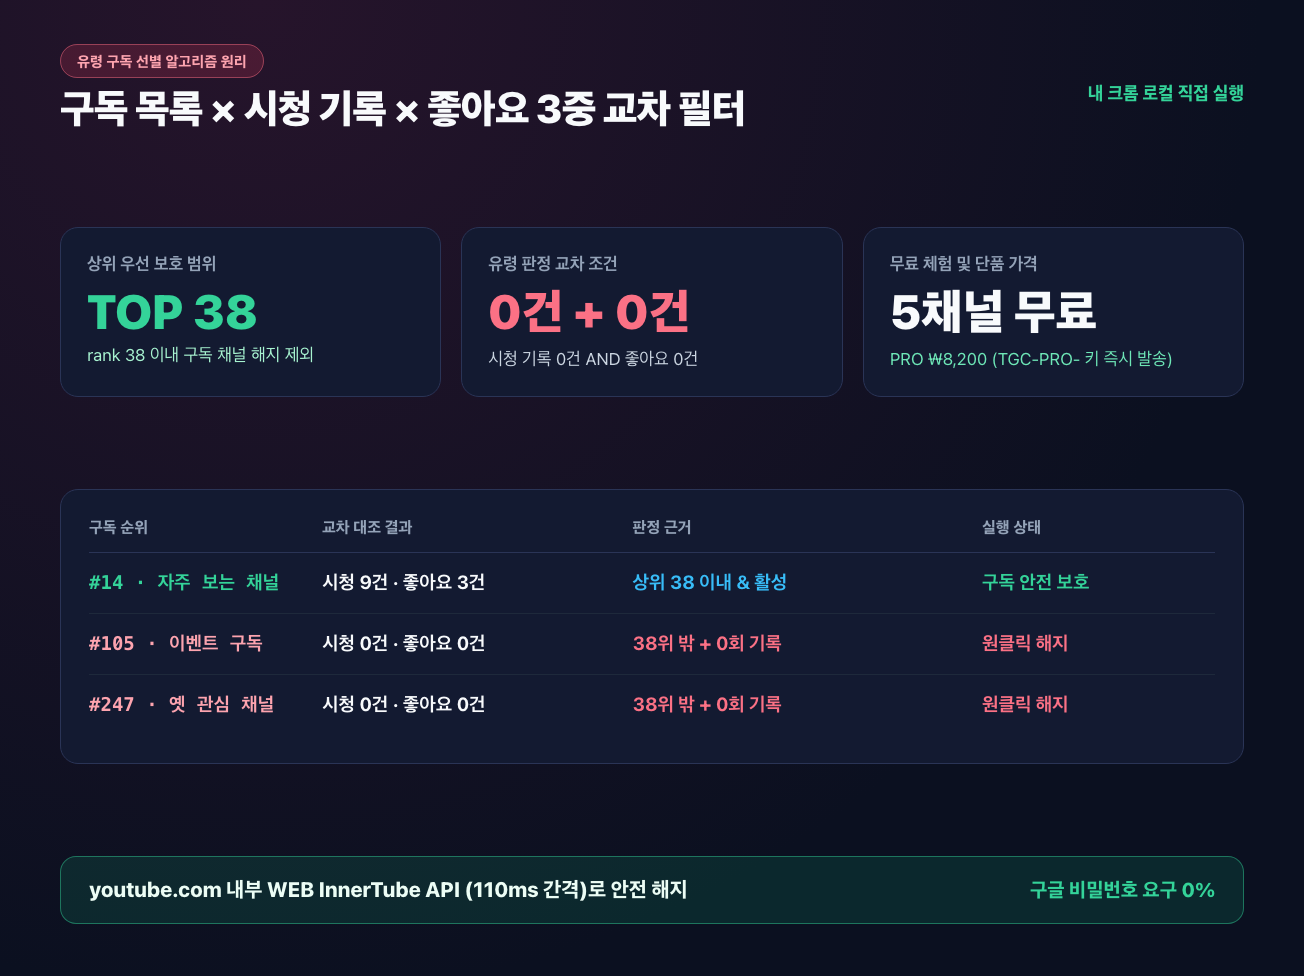 유령 구독 선별 알고리즘 원리
구독 목록 × 시청 기록 × 좋아요 3중 교차 필터
내 크롬 로컬 직접 실행
상위 우선 보호 범위
TOP 38
rank 38 이내 구독 채널 해지 제외
유령 판정 교차 조건
0건 + 0건
시청 기록 0건 AND 좋아요 0건
무료 체험 및 단품 가격
5채널 무료
PRO ₩8,200 (TGC-PRO- 키 즉시 발송)
구독 순위 교차 대조 결과 판정 근거 실행 상태
#14 · 자주 보는 채널 시청 9건 · 좋아요 3건 상위 38 이내 & 활성 구독 안전 보호
#105 · 이벤트 구독 시청 0건 · 좋아요 0건 38위 밖 + 0회 기록 원클릭 해지
#247 · 옛 관심 채널 시청 0건 · 좋아요 0건 38위 밖 + 0회 기록 원클릭 해지
youtube.com 내부 WEB InnerTube API (110ms 간격)로 안전 해지
구글 비밀번호 요구 0%